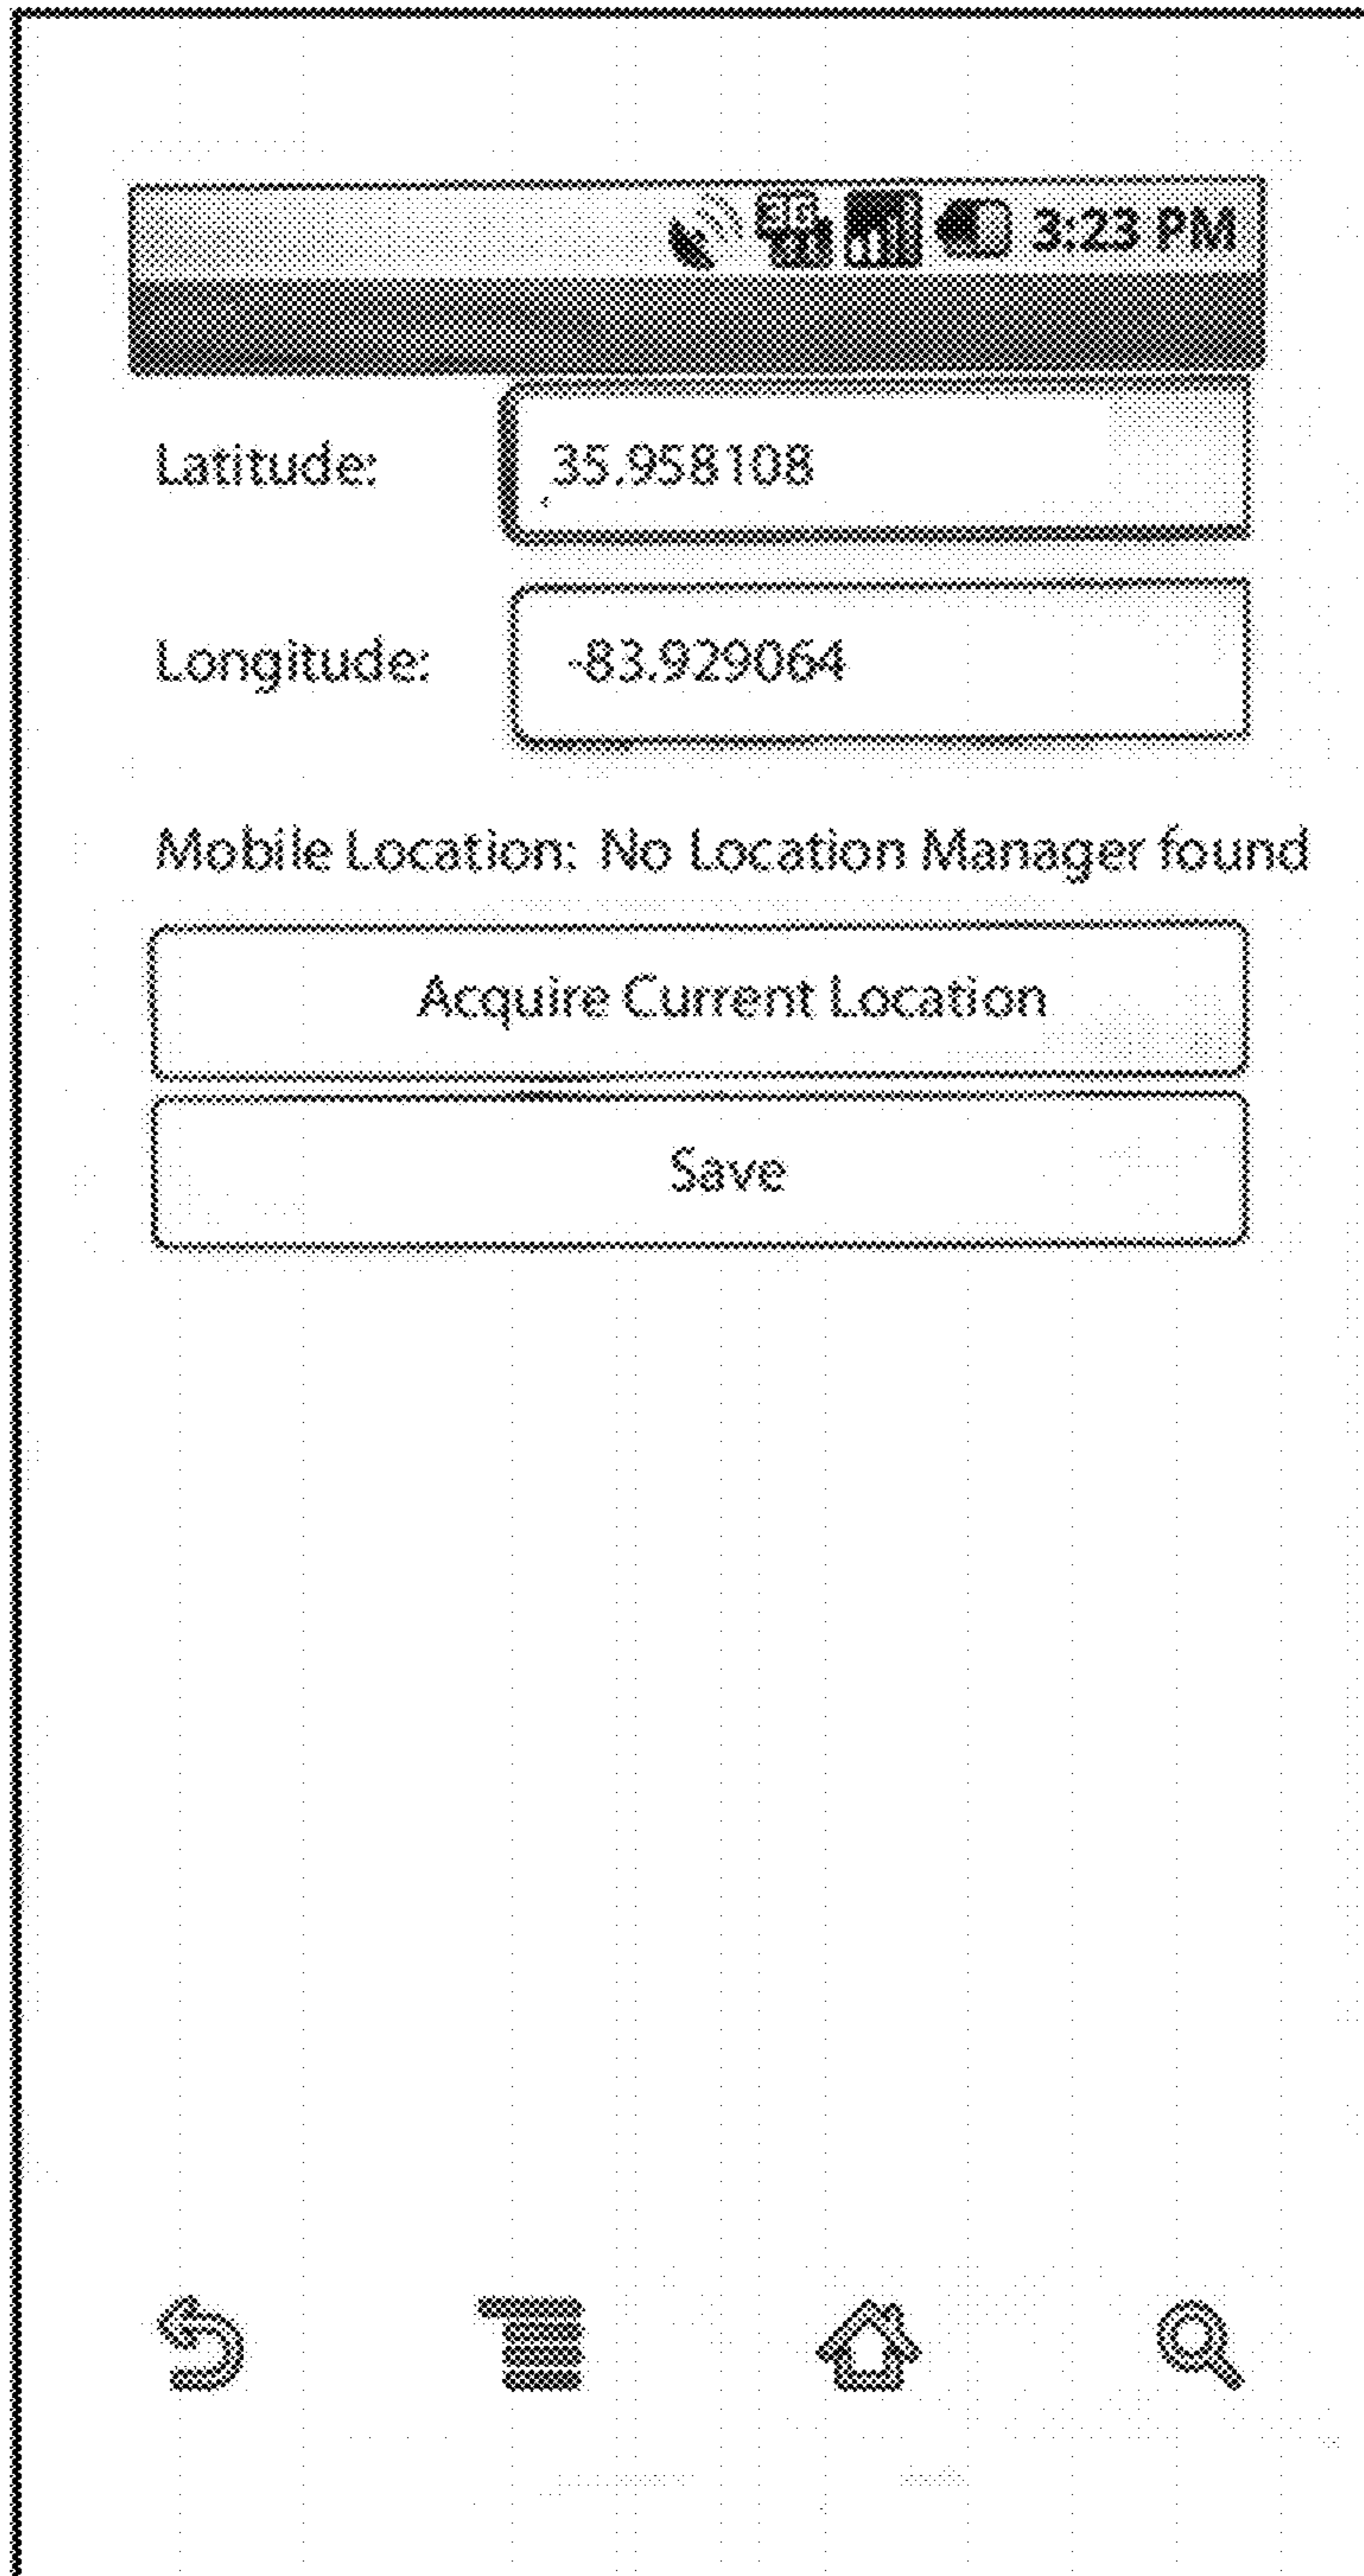 3G 3:23 PM
Latitude: 35.958108
Longitude: -83.929064
Mobile Location: No Location Manager found
Acquire Current Location
Save